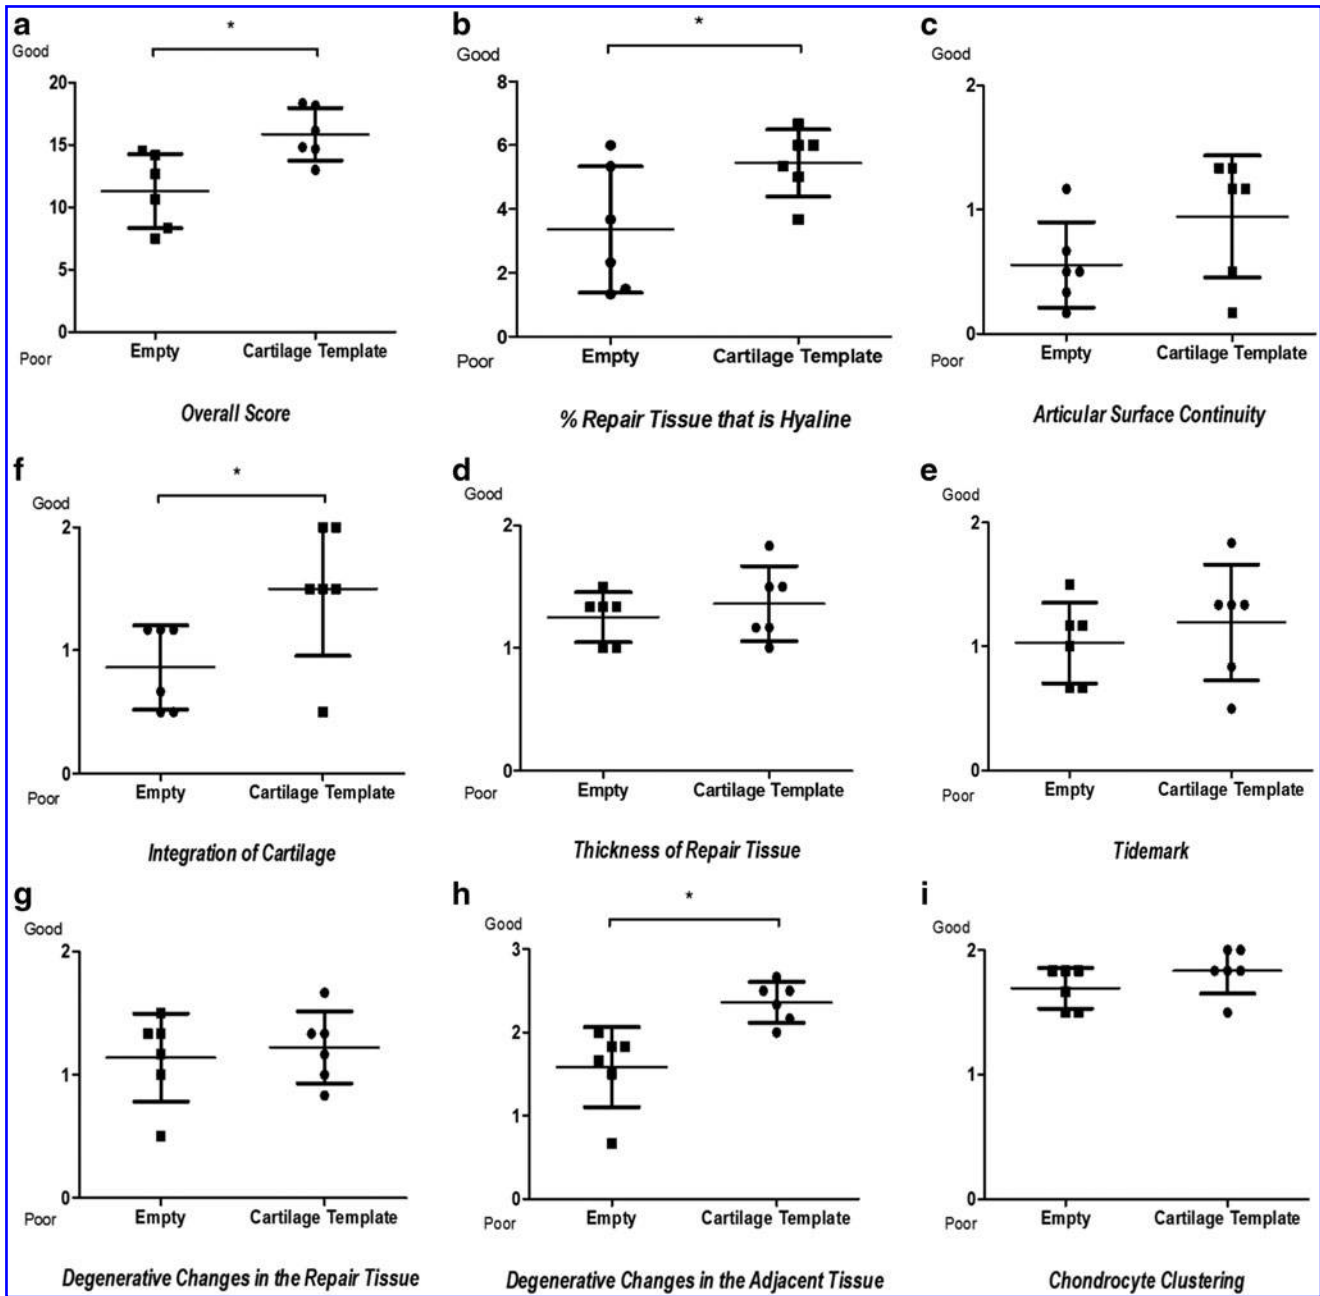 a
Good
*
20
15
10
5
0
Poor
Empty Cartilage Template
Overall Score
b
Good
*
8
6
4
2
0
Poor
Empty Cartilage Template
% Repair Tissue that is Hyaline
c
Good
2
1
0
Poor
Empty Cartilage Template
Articular Surface Continuity
f
Good
*
2
1
0
Poor
Empty Cartilage Template
Integration of Cartilage
d
Good
2
1
0
Poor
Empty Cartilage Template
Thickness of Repair Tissue
e
Good
2
1
0
Poor
Empty Cartilage Template
Tidemark
g
Good
2
1
0
Poor
Empty Cartilage Template
Degenerative Changes in the Repair Tissue
h
Good
*
3
2
1
0
Poor
Empty Cartilage Template
Degenerative Changes in the Adjacent Tissue
i
Good
2
1
0
Poor
Empty Cartilage Template
Chondrocyte Clustering